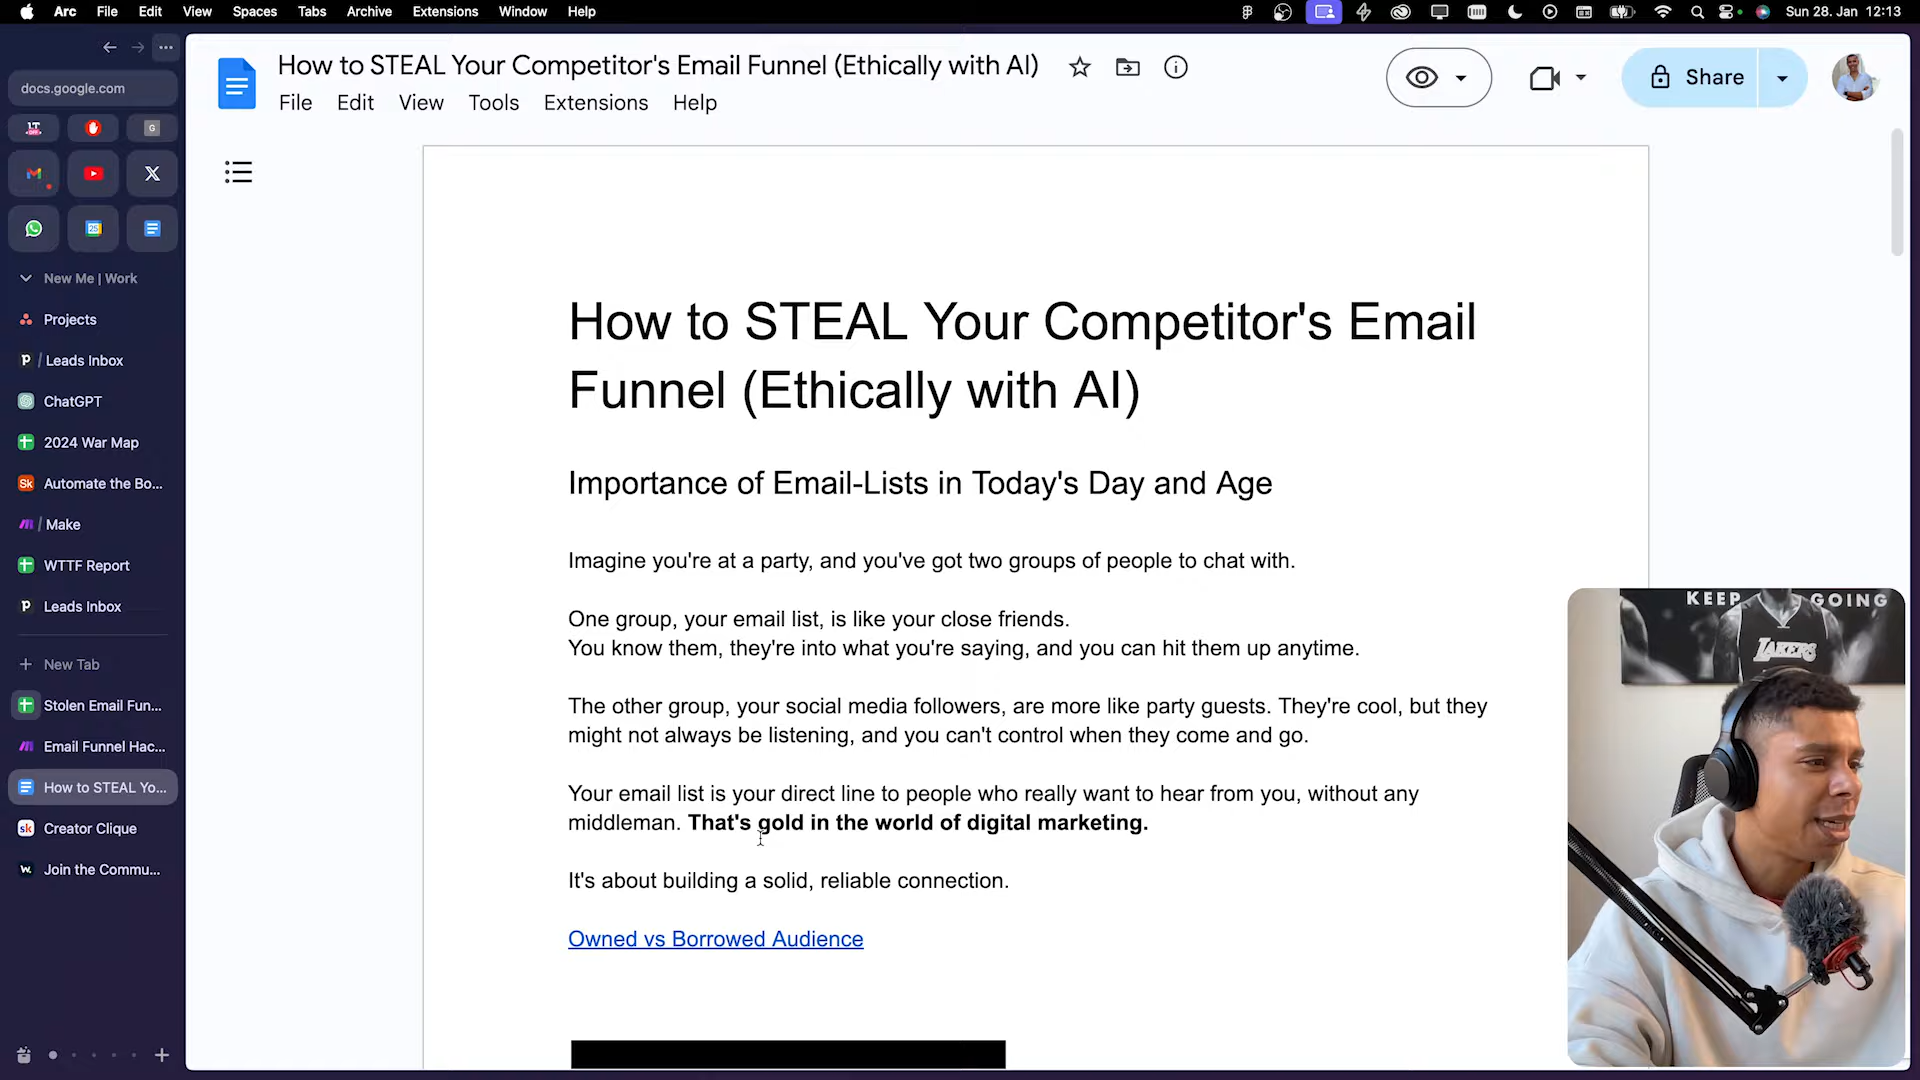 Arc File Edit View Spaces Tabs Archive Extensions Window Help Sun 28. Jan 12:13
docs.google.com
New Me | Work
Projects
/ Leads Inbox
ChatGPT
2024 War Map
Automate the Bo...
/ Make
WTTF Report
Leads Inbox
+ New Tab
Stolen Email Fun...
Email Funnel Hac...
How to STEAL Yo...
Creator Clique
Join the Commu...
How to STEAL Your Competitor's Email Funnel (Ethically with AI)
File Edit View Tools Extensions Help
Share
How to STEAL Your Competitor's Email
Funnel (Ethically with AI)
Importance of Email-Lists in Today's Day and Age
Imagine you're at a party, and you've got two groups of people to chat with.
One group, your email list, is like your close friends.
You know them, they're into what you're saying, and you can hit them up anytime.
The other group, your social media followers, are more like party guests. They're cool, but they
might not always be listening, and you can't control when they come and go.
Your email list is your direct line to people who really want to hear from you, without any
middleman. That's gold in the world of digital marketing.
It's about building a solid, reliable connection.
Owned vs Borrowed Audience
KEEP GOING
LAKERS